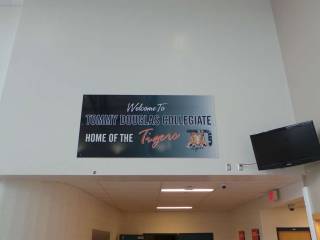 Welcome To
TOMMY DOUGLAS COLLEGIATE
HOME OF THE Tigers